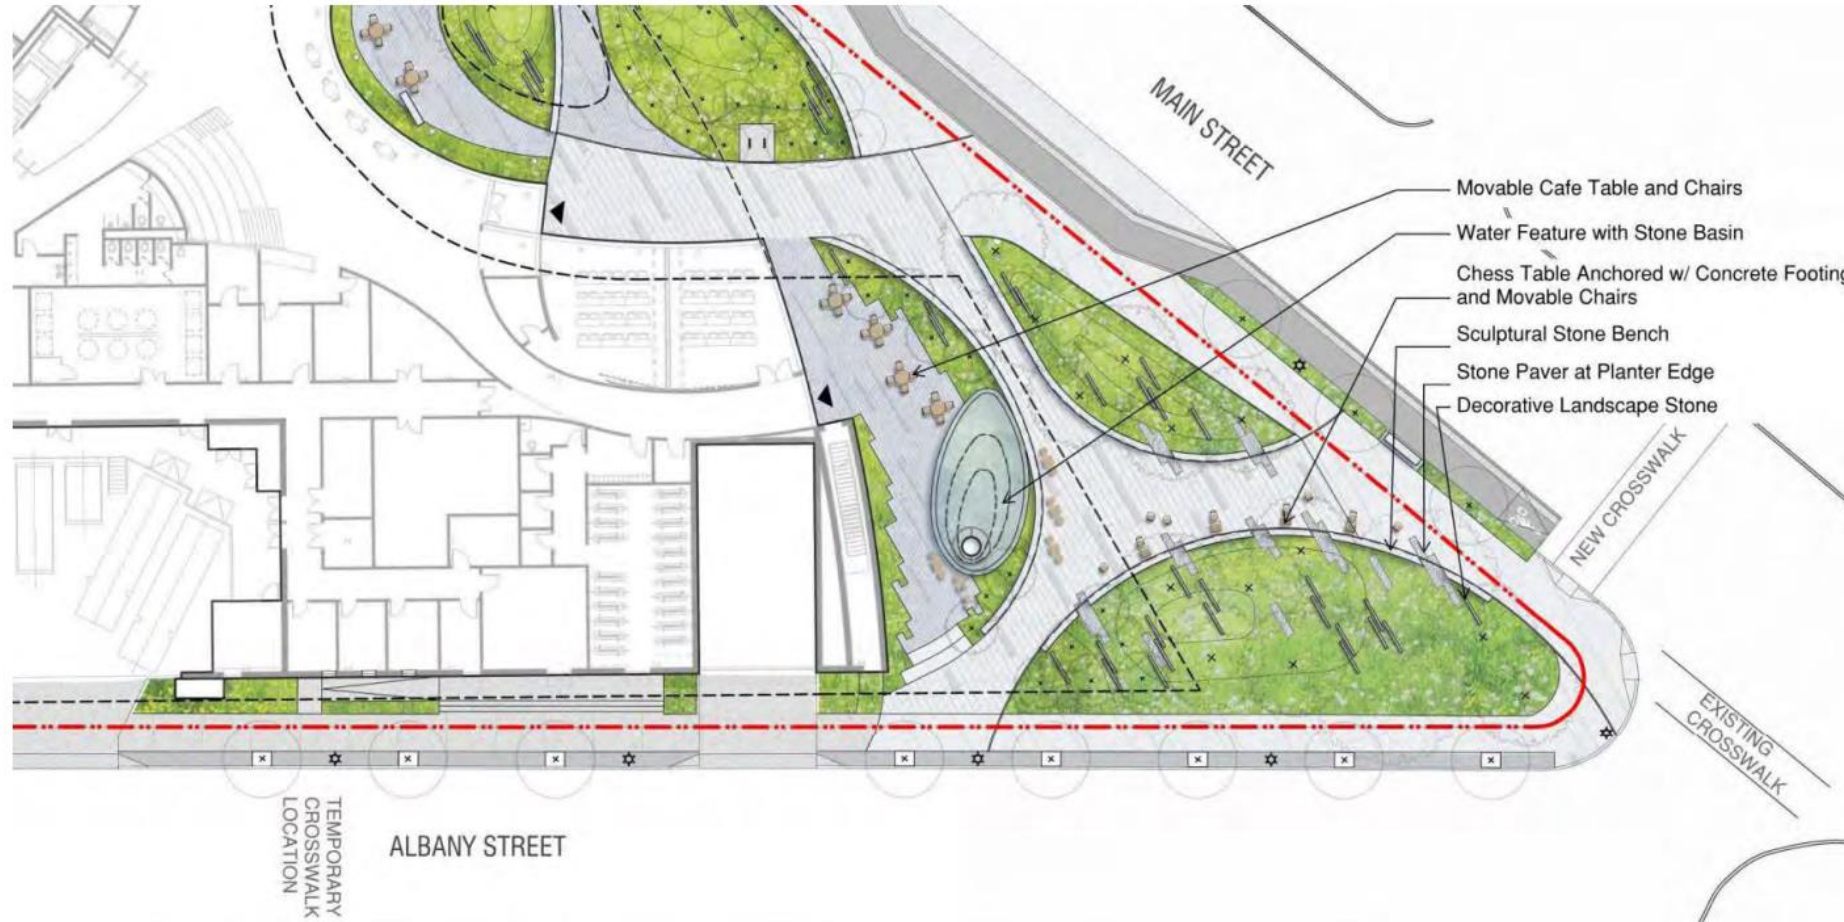 MAIN STREET
Movable Cafe Table and Chairs
Water Feature with Stone Basin
Chess Table Anchored w/ Concrete Footing
and Movable Chairs
Sculptural Stone Bench
Stone Paver at Planter Edge
Decorative Landscape Stone
NEW CROSSWALK
EXISTING
CROSSWALK
TEMPORARY
CROSSWALK
LOCATION
ALBANY STREET